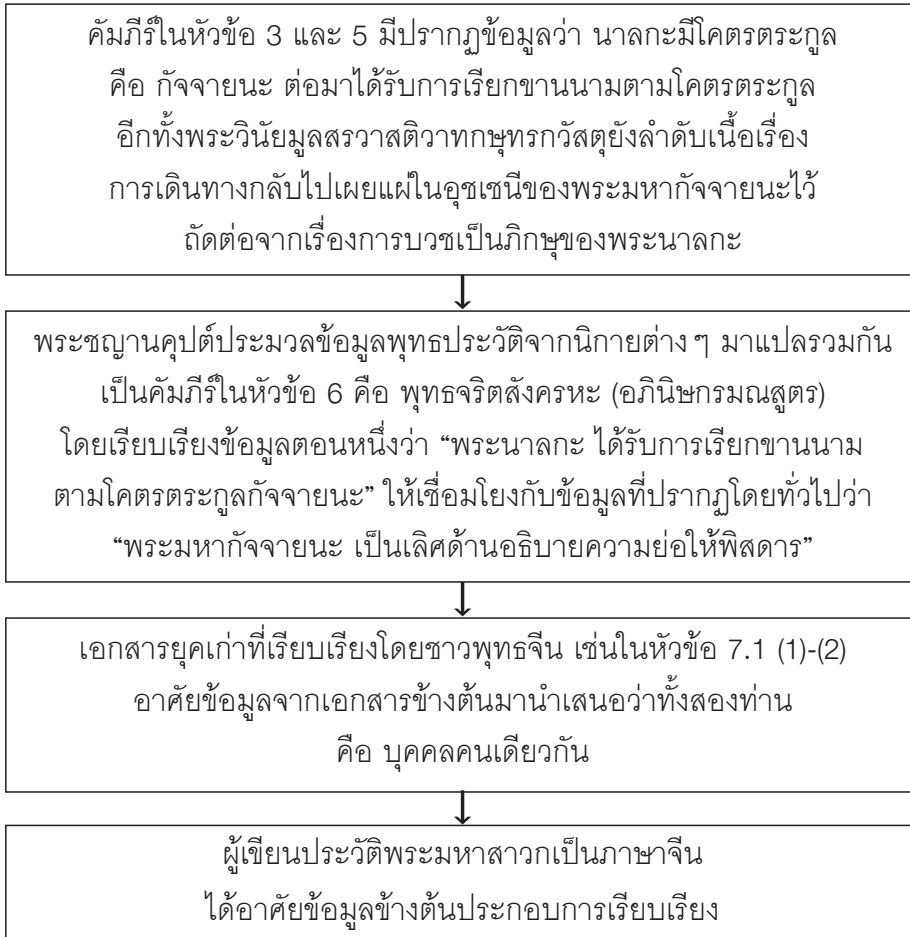 คัมภีร์ในหัวข้อ 3 และ 5 มีปรากฏข้อมูลว่า นาลกะมีโคตรตระกูล
คือ กัจจายนะ ต่อมาได้รับการเรียกขานนามตามโคตรตระกูล
อีกทั้งพระวินัยมูลสรวาสติวาทกษุทรกวัสตุยังลำดับเนื้อเรื่อง
การเดินทางกลับไปเผยแผ่ในอุชเชนีของพระมหากัจจายนะไว้
ถัดต่อจากเรื่องการบวชเป็นภิกษุของพระนาลกะ
พระชญานคุปต์ประมวลข้อมูลพุทธประวัติจากนิกายต่าง ๆ มาแปลรวมกัน
เป็นคัมภีร์ในหัวข้อ 6 คือ พุทธจริตสังครหะ (อภินิษกรมณสูตร)
โดยเรียบเรียงข้อมูลตอนหนึ่งว่า “พระนาลกะ ได้รับการเรียกขานนาม
ตามโคตรตระกูลกัจจายนะ” ให้เชื่อมโยงกับข้อมูลที่ปรากฏโดยทั่วไปว่า
“พระมหากัจจายนะ เป็นเลิศด้านอธิบายความย่อให้พิสดาร”
เอกสารยุคเก่าที่เรียบเรียงโดยชาวพุทธจีน เช่นในหัวข้อ 7.1 (1)-(2)
อาศัยข้อมูลจากเอกสารข้างต้นมานำเสนอว่าทั้งสองท่าน
คือ บุคคลคนเดียวกัน
ผู้เขียนประวัติพระมหาสาวกเป็นภาษาจีน
ได้อาศัยข้อมูลข้างต้นประกอบการเรียบเรียง